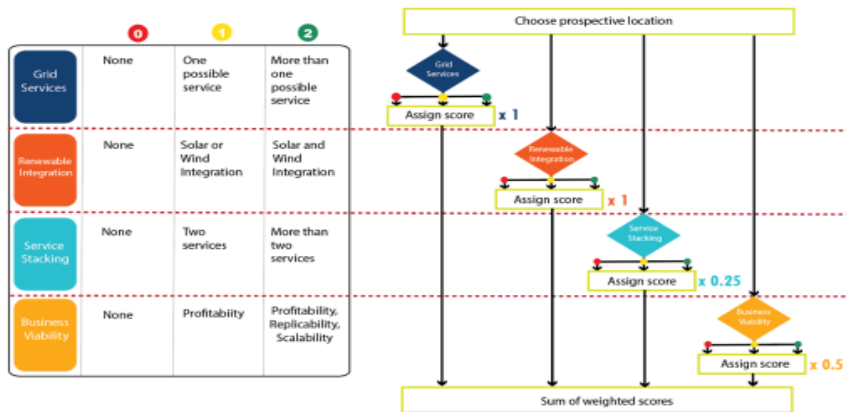 Choose prospective location
0
1
2
Grid
Services
None
One
possible
service
More than
one
possible
service
Grid
Services
Assign score
x 1
Renewable
Integration
None
Solar or
Wind
Integration
Solar and
Wind
Integration
Renewable
Integration
Assign score
x 1
Service
Stacking
None
Two
services
More than
two
services
Service
Stacking
Assign score
x 0.25
Business
Viability
None
Profitabiity
Profitability,
Replicability,
Scalability
Business
Viability
Assign score
x 0.5
Sum of weighted scores